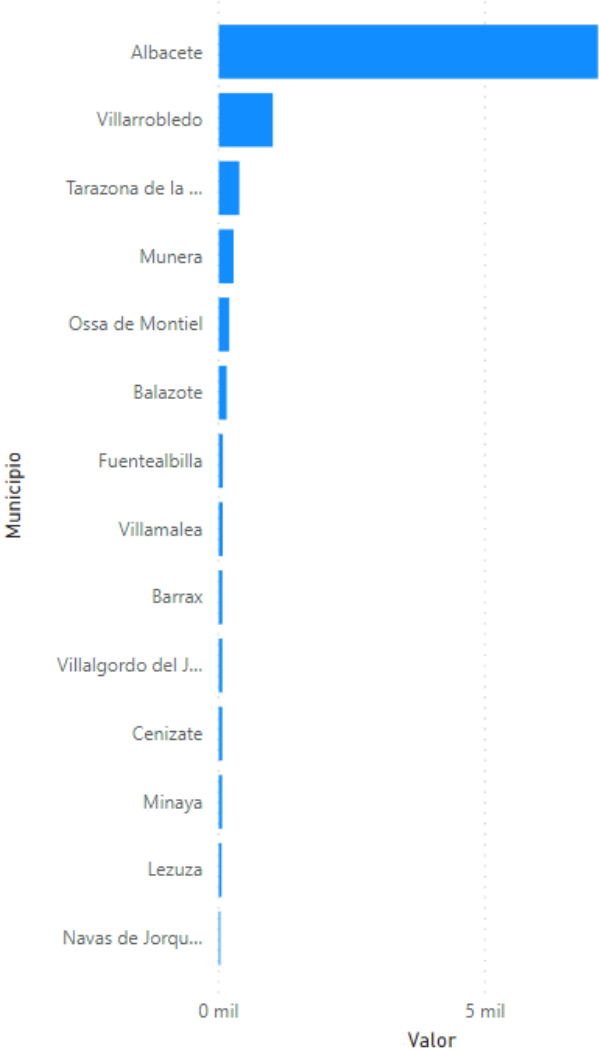 Albacete
Villarrobledo
Tarazona de la ...
Munera
Ossa de Montiel
Balazote
Fuentealbilla
Villamalea
Barrax
Villalgordo del J...
Cenizate
Minaya
Lezuza
Navas de Jorqu...
Municipio
0 mil
5 mil
Valor